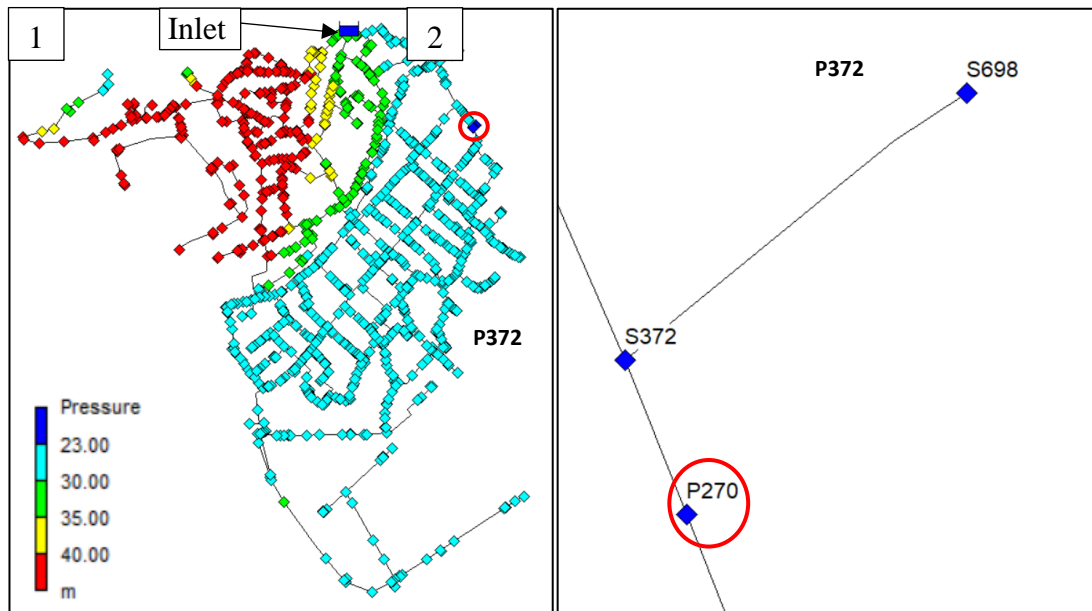 1
Inlet
2
P372
Pressure
23.00
30.00
35.00
40.00
m
P372
S698
S372
P270